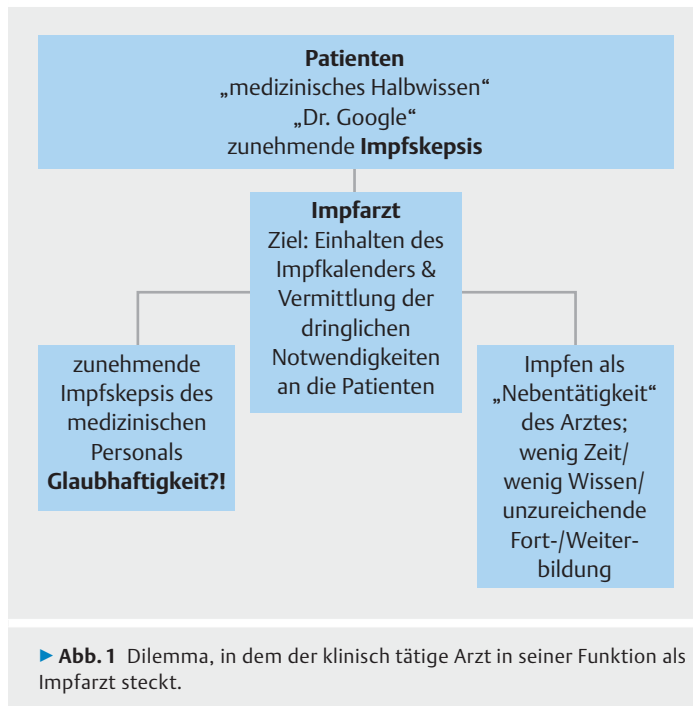 Patienten
„medizinisches Halbwissen“
„Dr. Google“
zunehmende Impfskepsis
Impfarzt
Ziel: Einhalten des
Impfkalenders &
Vermittlung der
dringlichen
Notwendigkeiten
an die Patienten
zunehmende
Impfskepsis des
medizinischen
Personals
Glaubhaftigkeit?!
Impfen als
„Nebentätigkeit“
des Arztes;
wenig Zeit/
wenig Wissen/
unzureichende
Fort-/Weiter-
bildung
▶ Abb. 1 Dilemma, in dem der klinisch tätige Arzt in seiner Funktion als
Impfarzt steckt.